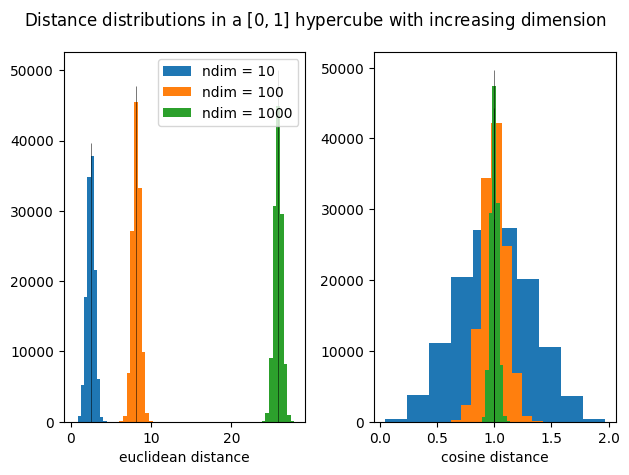 Distance distributions in a [0, 1] hypercube with increasing dimension
50000
40000
30000
20000
10000
0
ndim = 10
ndim = 100
ndim = 1000
0 10 20
euclidean distance
50000
40000
30000
20000
10000
0
0.0 0.5 1.0 1.5 2.0
cosine distance